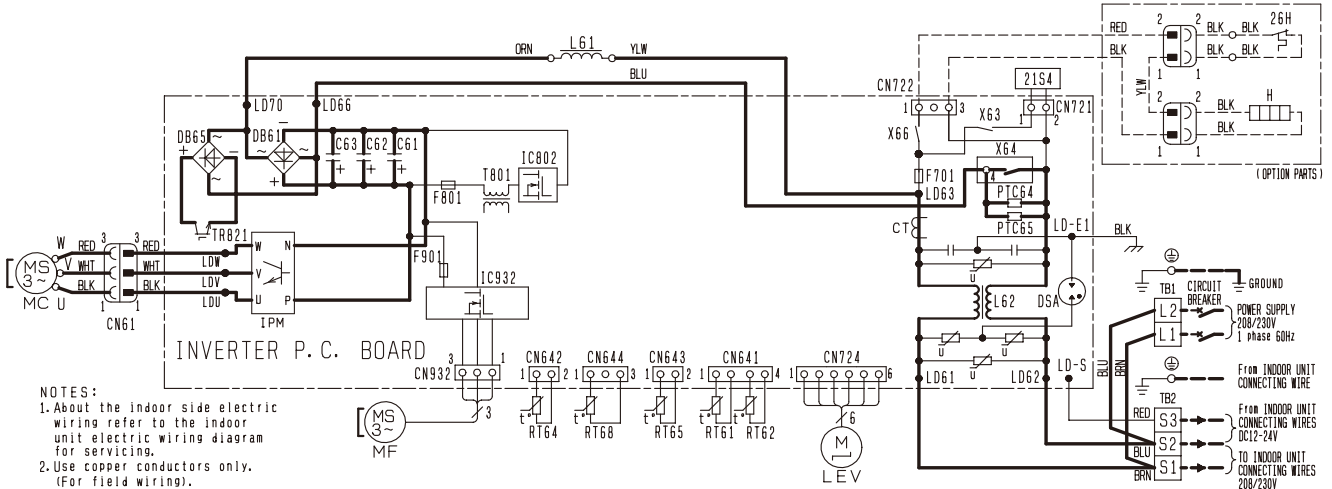 L61
ORN
YLW
BLU
RED
BLK
2
2
BLK
BLK
26H
BLK
BLK
1
1
YLW
2
2
BLK
H
BLK
1
1
(OPTION PARTS)
LD70
LD66
CN722
1
3
21S4
CN721
1
2
X63
X66
X64
4
F701
LD63
PTC64
PTC65
CT
LD-E1
BLK
DB65
DB61
C63
C62
C61
IC802
T801
F801
TR821
F901
IC932
W
V
U
RED
WHT
BLK
3
3
RED
WHT
BLK
1
1
CN61
MS
3~
MC
LDW
LDV
LDU
W
N
V
U
P
IPM
L62
DSA
U
U
U
U
INVERTER P.C. BOARD
LD61
LD62
LD-S
CN932
3
1
3
MS
3~
MF
CN642
1
2
t°
RT64
CN644
1
3
t°
RT68
CN643
1
2
t°
RT65
CN641
1
4
t°
t°
RT61
RT62
CN724
1
6
6
M
LEV
TB1
L2
L1
CIRCUIT
BREAKER
GROUND
POWER SUPPLY
208/230V
1 phase 60Hz
BLU
BRN
From INDOOR UNIT
CONNECTING WIRE
TB2
RED
S3
S2
S1
BLU
BRN
From INDOOR UNIT
CONNECTING WIRES
DC12-24V
TO INDOOR UNIT
CONNECTING WIRES
208/230V
NOTES:
1. About the indoor side electric
wiring refer to the indoor
unit electric wiring diagram
for servicing.
2. Use copper conductors only.
(For field wiring).